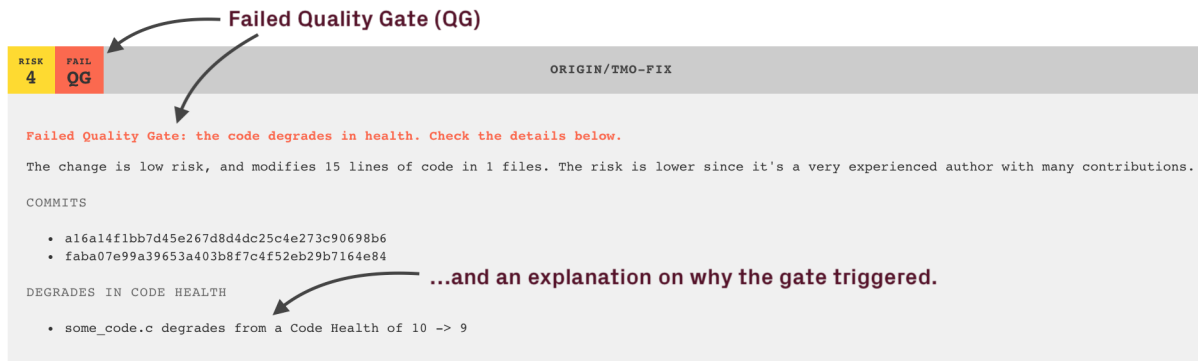 Failed Quality Gate (QG)
RISK
4
FAIL
QG
ORIGIN/TMO-FIX
Failed Quality Gate: the code degrades in health. Check the details below.
The change is low risk, and modifies 15 lines of code in 1 files. The risk is lower since it's a very experienced author with many contributions.
COMMITS
• a16a14f1bb7d45e267d8d4dc25c4e273c90698b6
• faba07e99a39653a403b8f7c4f52eb29b7164e84
...and an explanation on why the gate triggered.
DEGRADES IN CODE HEALTH
• some_code.c degrades from a Code Health of 10 -> 9